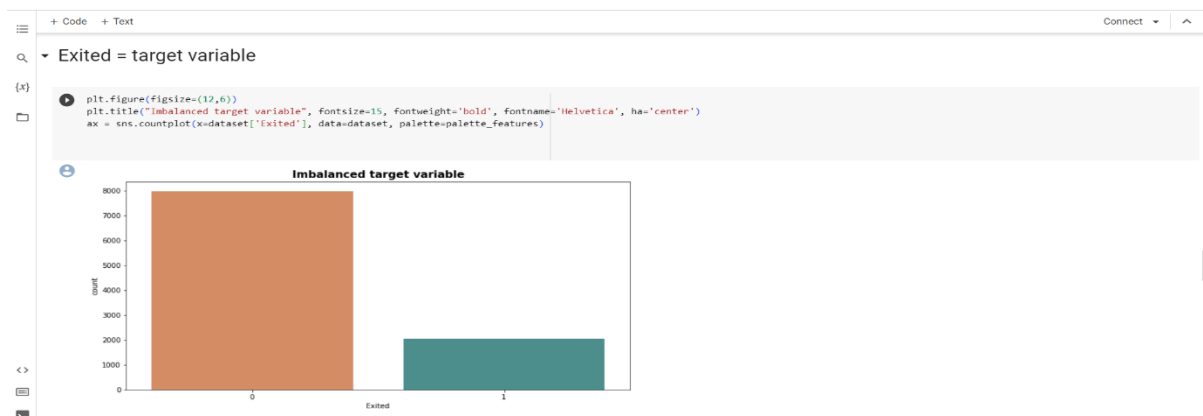 + Code + Text
Connect
Exited = target variable
{x}
plt.figure(figsize=(12,6))
plt.title("Imbalanced target variable", fontsize=15, fontweight='bold', fontname='Helvetica', ha='center')
ax = sns.countplot(x=dataset['Exited'], data=dataset, palette=palette_features)
Imbalanced target variable
8000
7000
6000
5000
4000
3000
2000
1000
0
count
0 1
Exited
<>